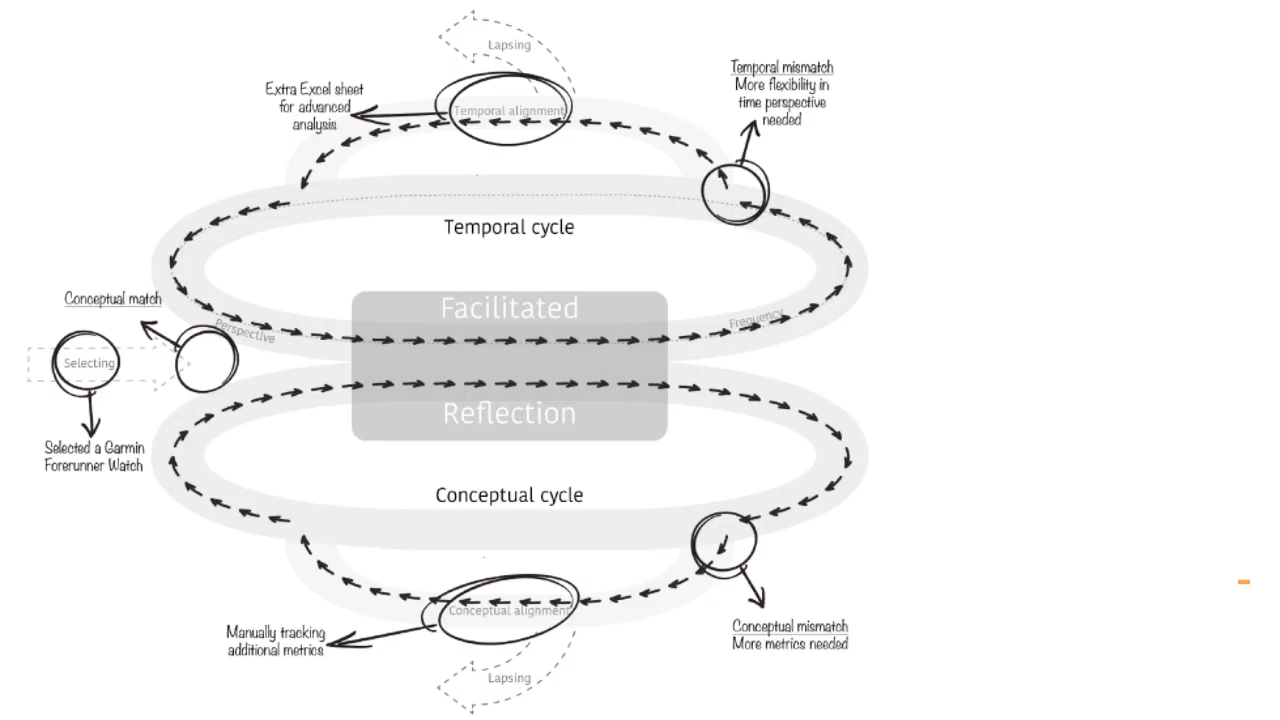 Lapsing
Temporal mismatch
More flexibility in
time perspective
needed
Extra Excel sheet
for advanced
analysis
Temporal alignment
Temporal cycle
Conceptual match
Facilitated
Perspective
Frequency
Selecting
Reflection
Selected a Garmin
Forerunner Watch
Conceptual cycle
Conceptual alignment
Manually tracking
additional metrics
Conceptual mismatch
More metrics needed
Lapsing